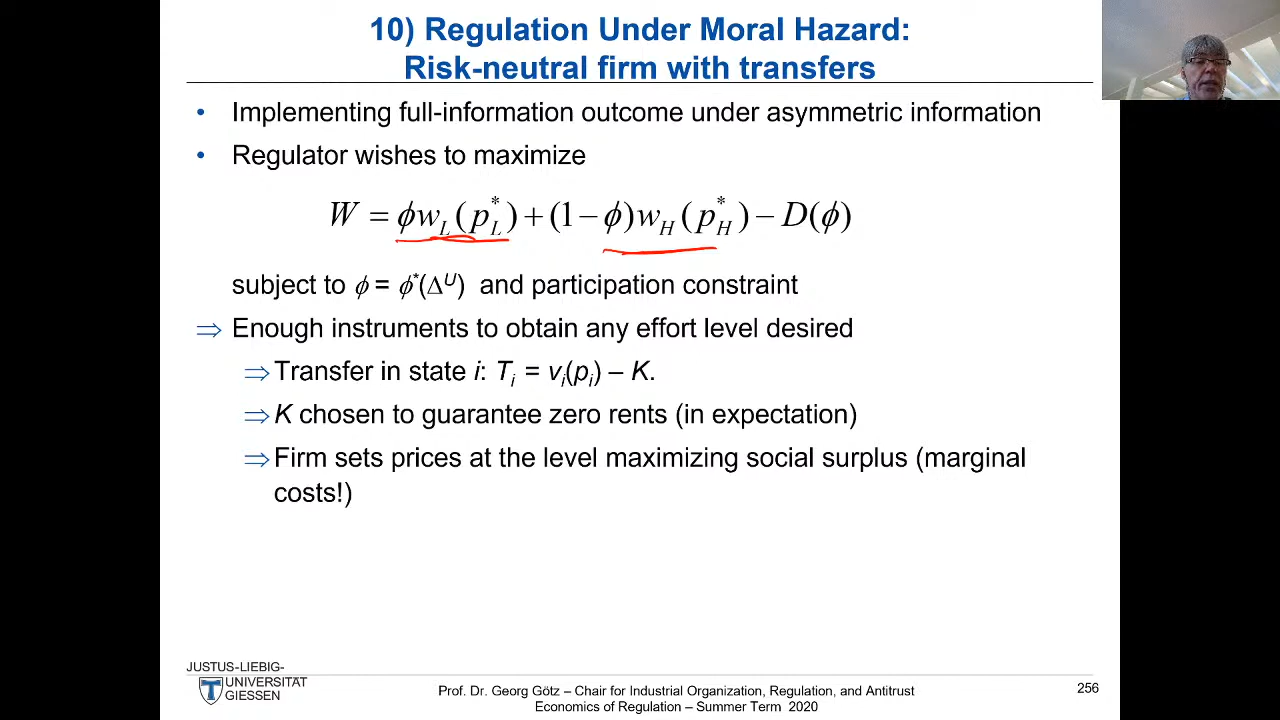 10) Regulation Under Moral Hazard:
Risk-neutral firm with transfers
• Implementing full-information outcome under asymmetric information
• Regulator wishes to maximize
W = ϕw_L(p_L^*) + (1 − ϕ)w_H(p_H^*) − D(ϕ)
subject to ϕ = ϕ^*(Δ^U) and participation constraint
⇒ Enough instruments to obtain any effort level desired
⇒ Transfer in state i: T_i = v_i(p_i) – K.
⇒ K chosen to guarantee zero rents (in expectation)
⇒ Firm sets prices at the level maximizing social surplus (marginal
costs!)
JUSTUS-LIEBIG-
UNIVERSITÄT
GIESSEN
Prof. Dr. Georg Götz – Chair for Industrial Organization, Regulation, and Antitrust
Economics of Regulation – Summer Term 2020
256